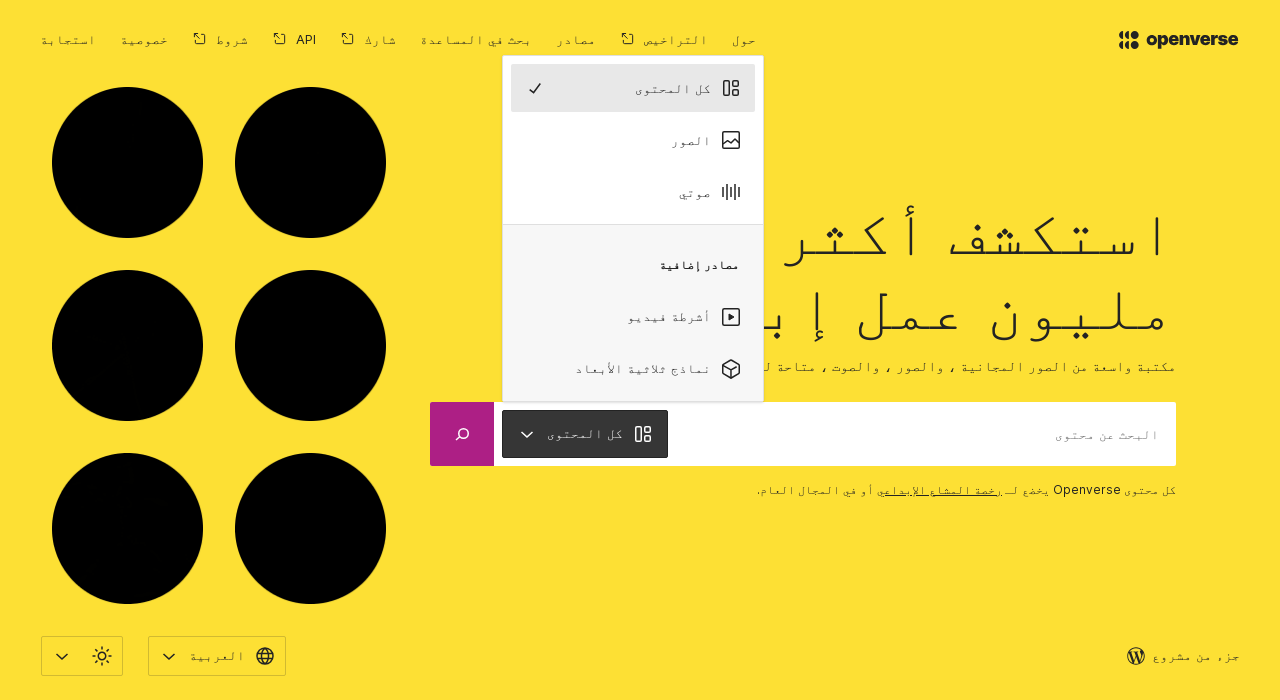 openverse
حول
التراخيص
مصادر
بحث في المساعدة
شارك
API
شروط
خصوصية
استجابة
كل المحتوى
الصور
صوتي
مصادر إضافية
أشرطة فيديو
نماذج ثلاثية الأبعاد
استكشف أكثر
مليون عمل
مكتبة واسعة من الصور المجانية ، والصور ، والصوت ، متاحة
البحث عن محتوى
كل المحتوى
كل محتوى Openverse يخضع لـ رخصة المشاع الإبداعي أو في المجال العام.
جزء من مشروع
العربية